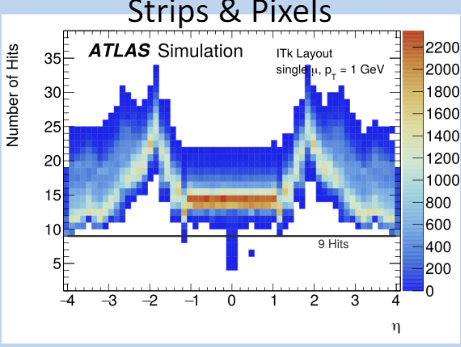 Strips & Pixels
Number of Hits
ATLAS Simulation
ITk Layout
single μ, pT = 1 GeV
35
30
25
20
15
10
5
9 Hits
−4 −3 −2 −1 0 1 2 3 4
η
2200
2000
1800
1600
1400
1200
1000
800
600
400
200
0